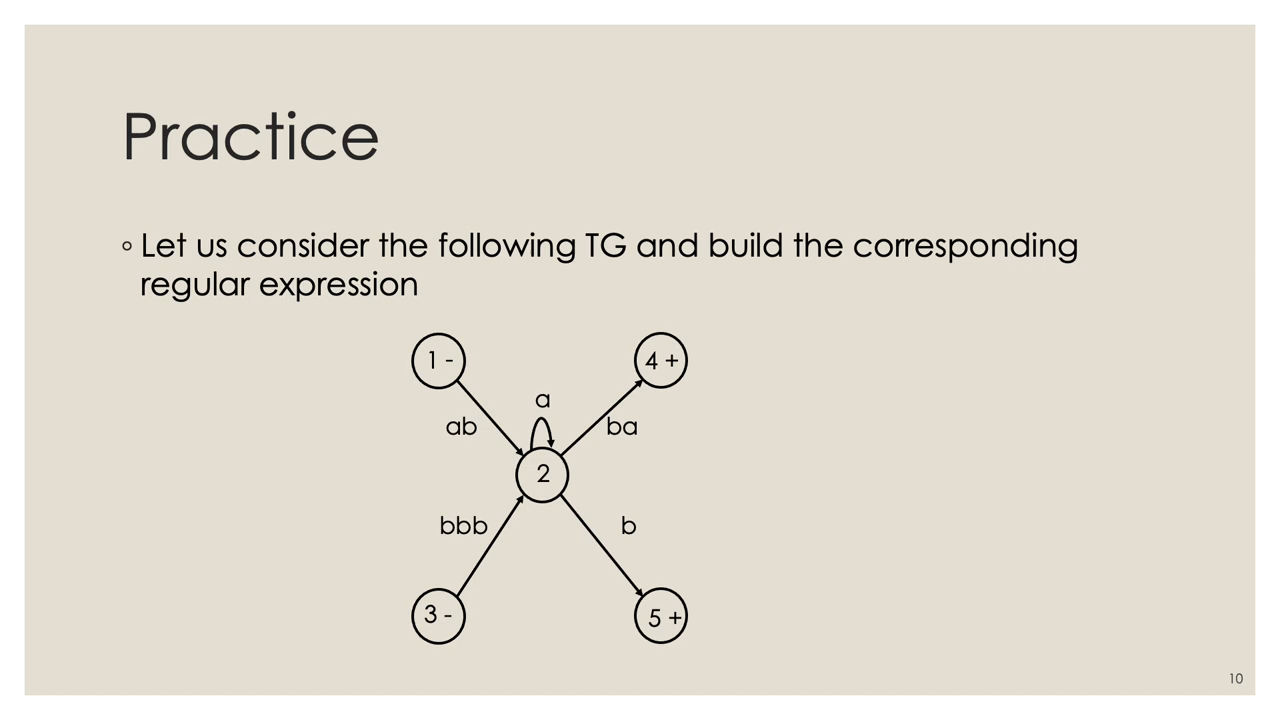 Practice
◦ Let us consider the following TG and build the corresponding
regular expression
1 -
4 +
a
ab
ba
2
bbb
b
3 -
5 +
10